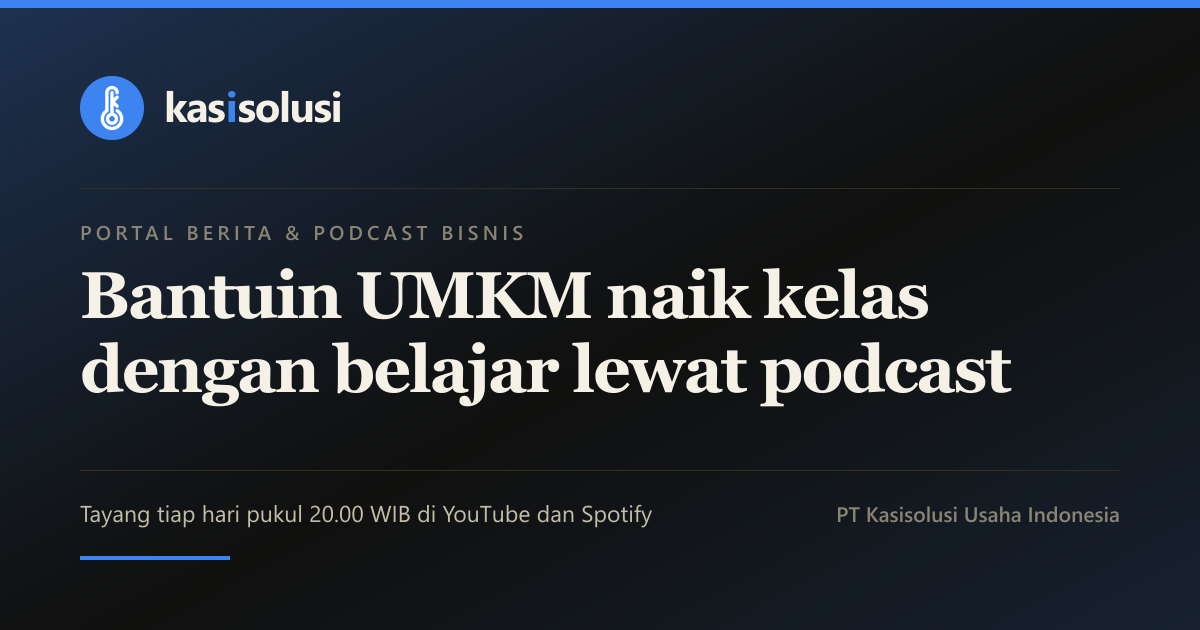 kasisolusi
PORTAL BERITA & PODCAST BISNIS
Bantuin UMKM naik kelas
dengan belajar lewat podcast
Tayang tiap hari pukul 20.00 WIB di YouTube dan Spotify
PT Kasisolusi Usaha Indonesia